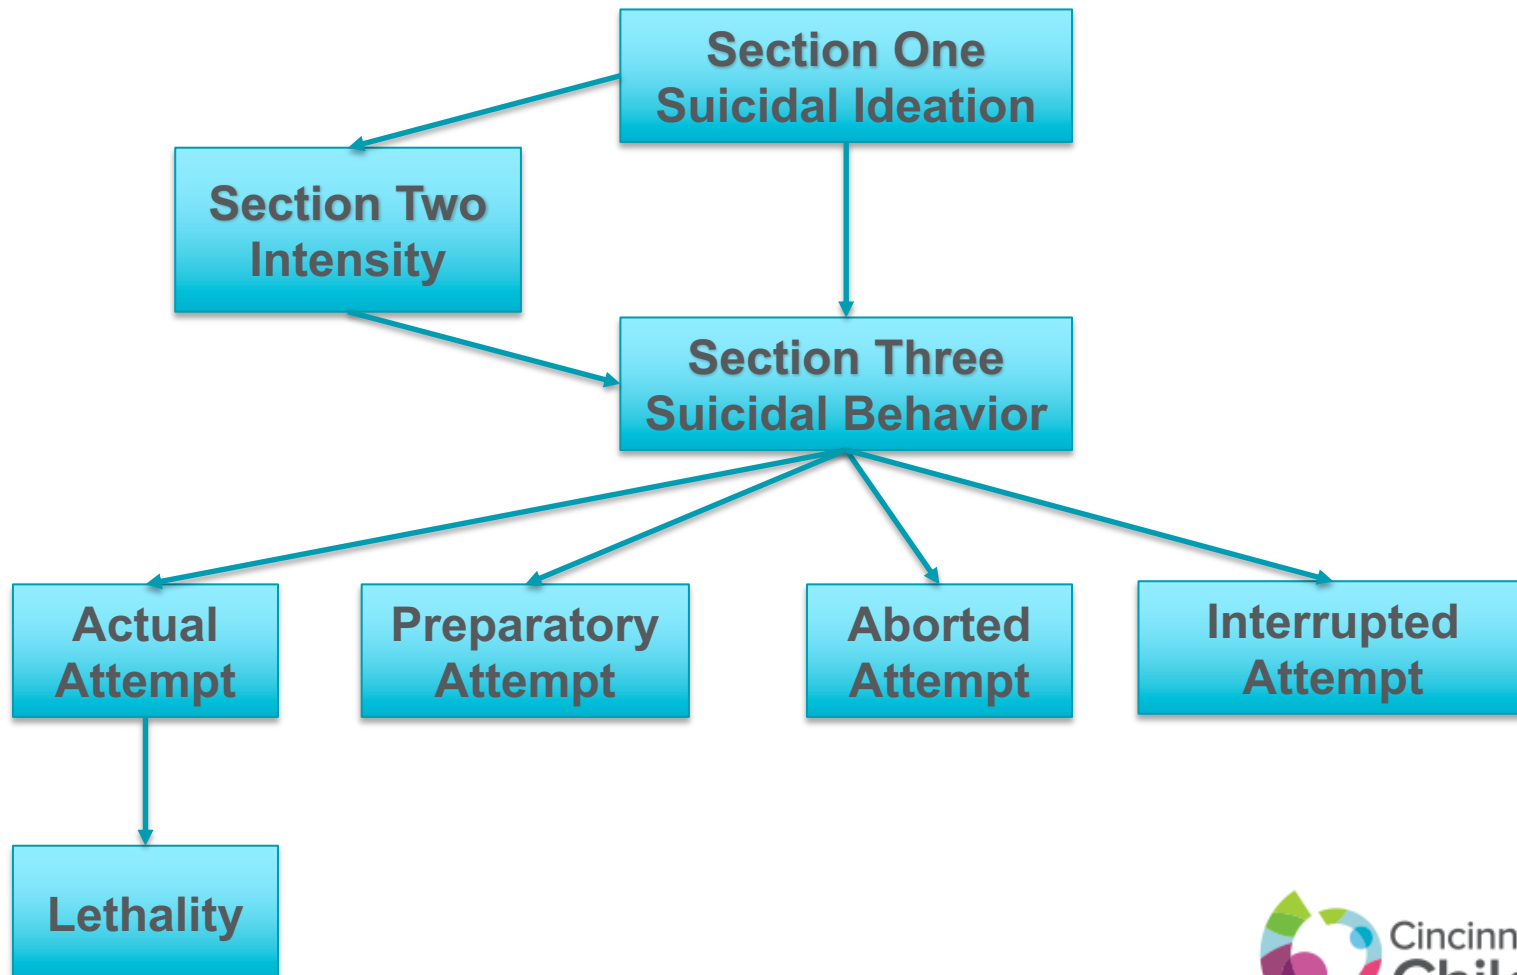 Section One
Suicidal Ideation
Section Two
Intensity
Section Three
Suicidal Behavior
Actual
Attempt
Preparatory
Attempt
Aborted
Attempt
Interrupted
Attempt
Lethality